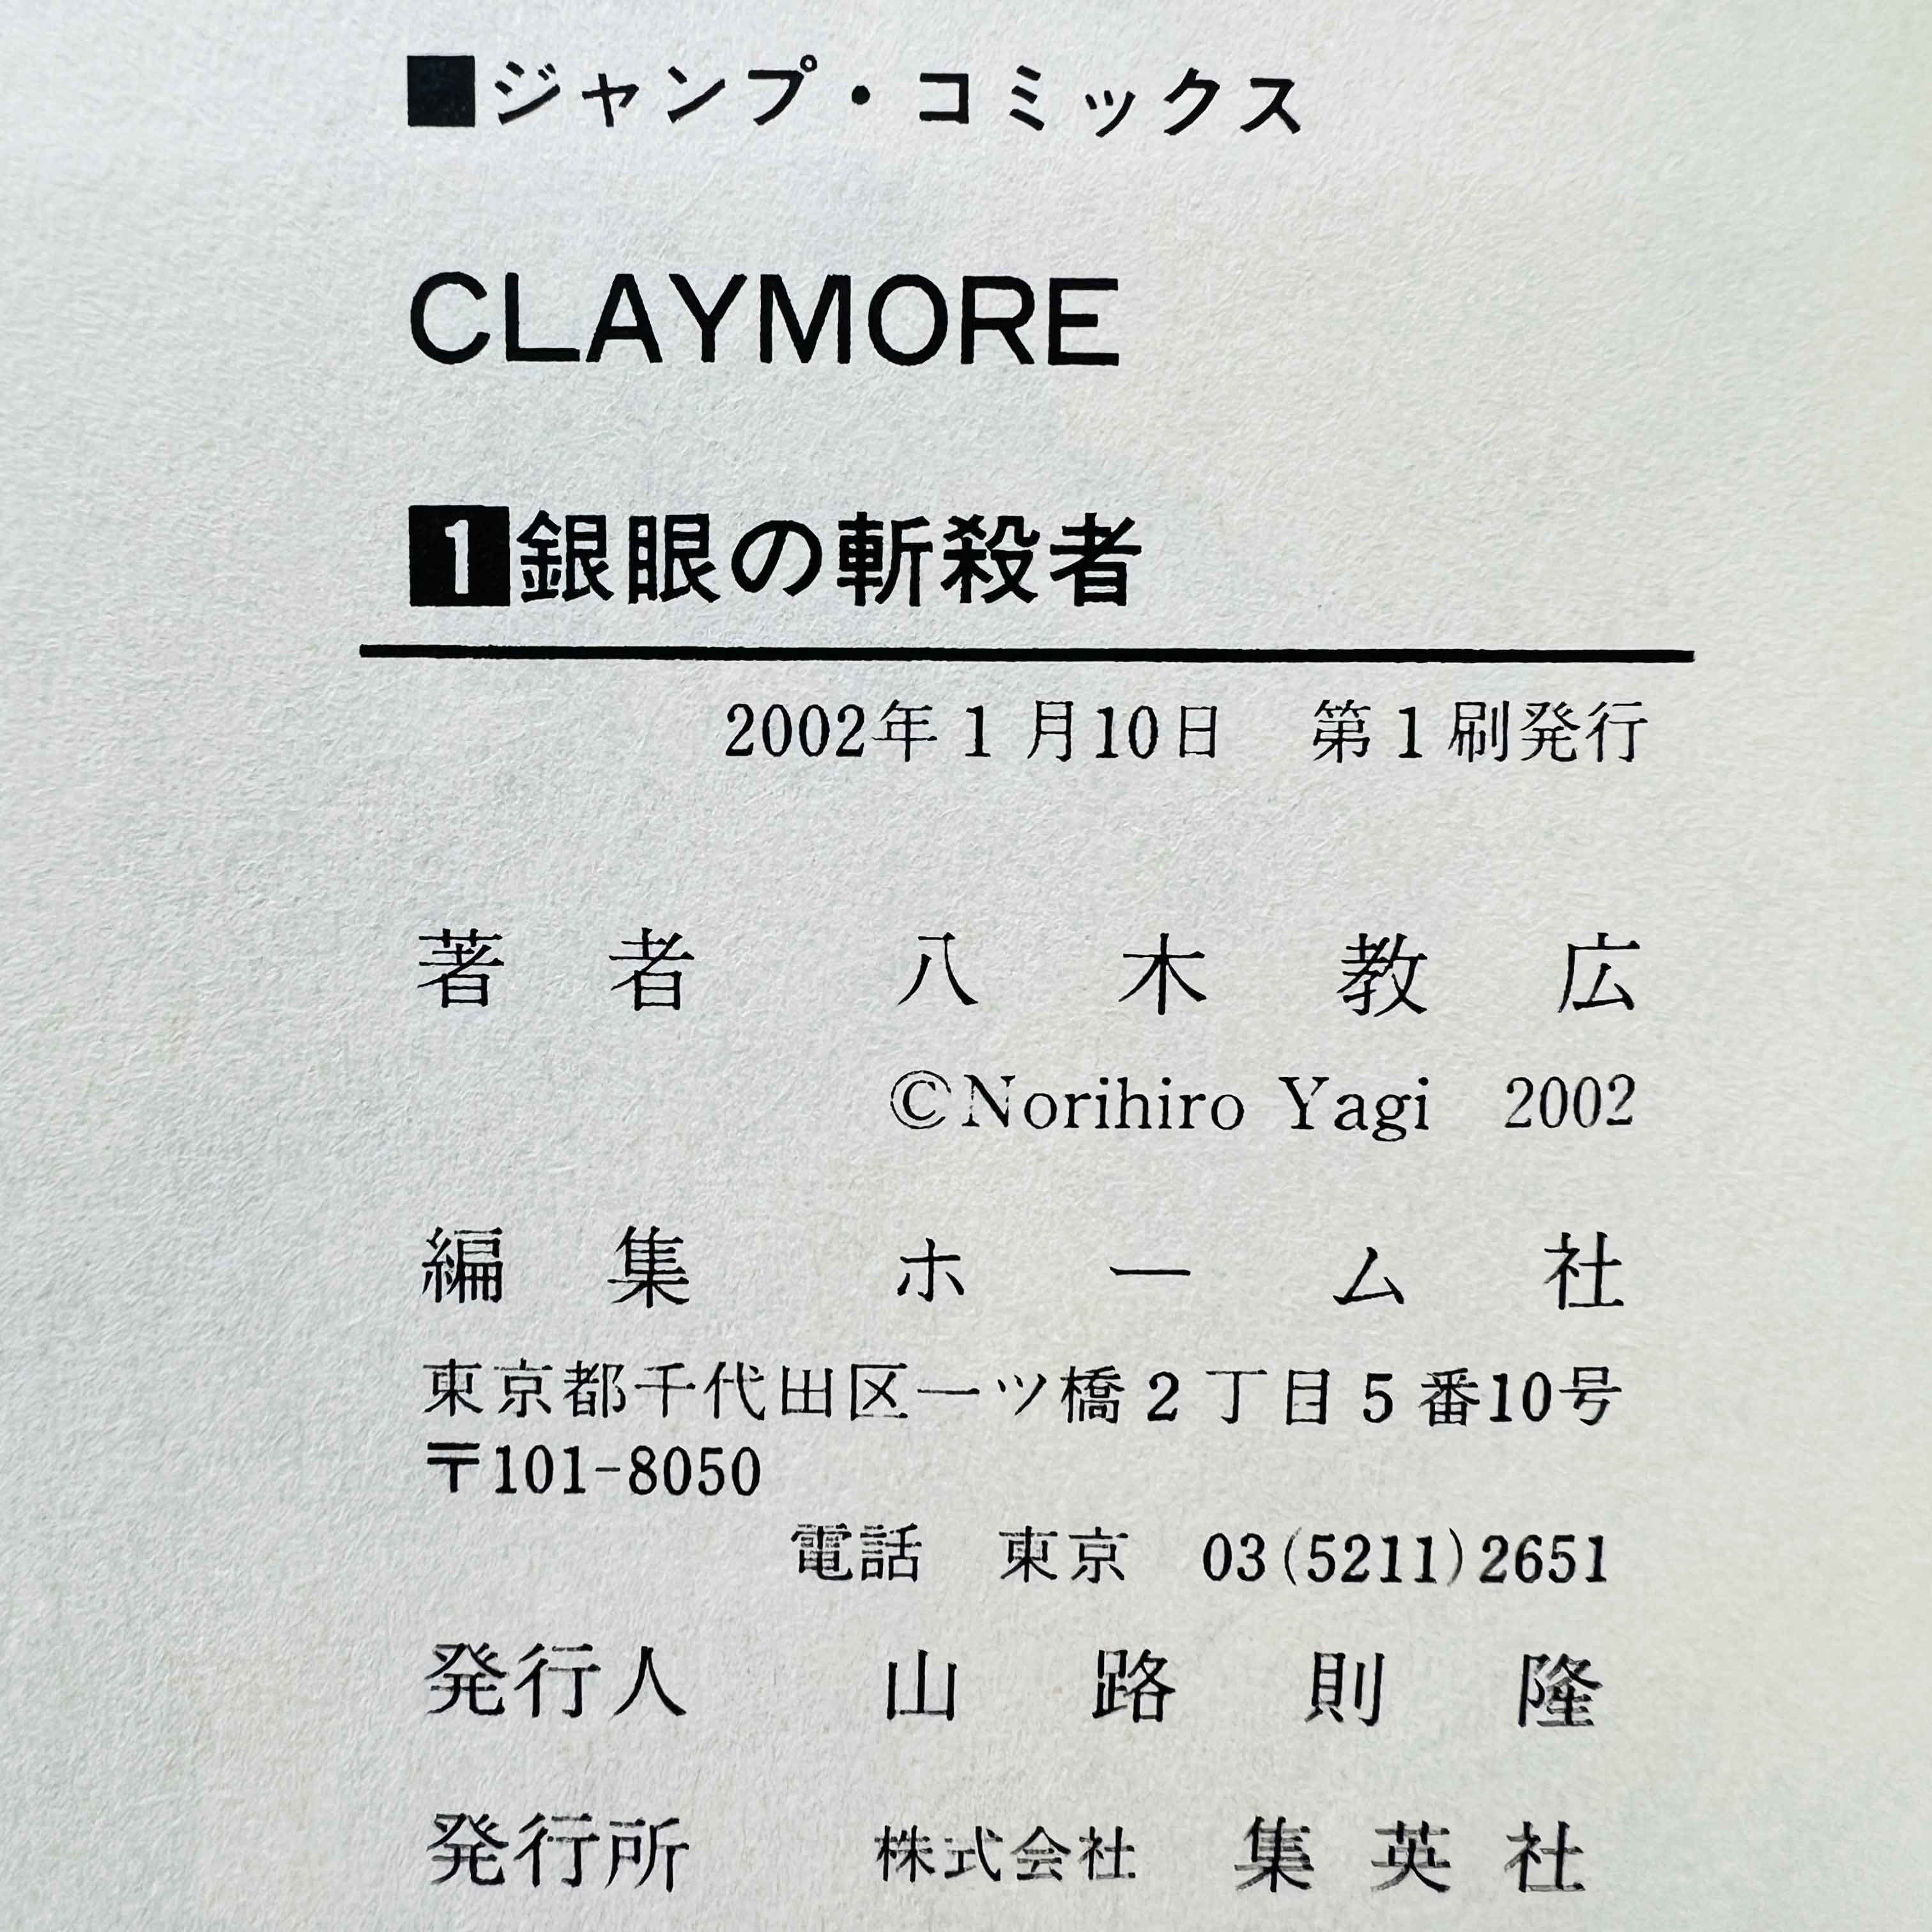 ■ジャンプ・コミックス
CLAYMORE
1銀眼の斬殺者
2002年1月10日　第1刷発行
著者　八木教広
©Norihiro Yagi 2002
編集　ホーム社
東京都千代田区一ツ橋2丁目5番10号
〒101-8050
電話　東京　03(5211)2651
発行人　山路則隆
発行所　株式会社　集英社